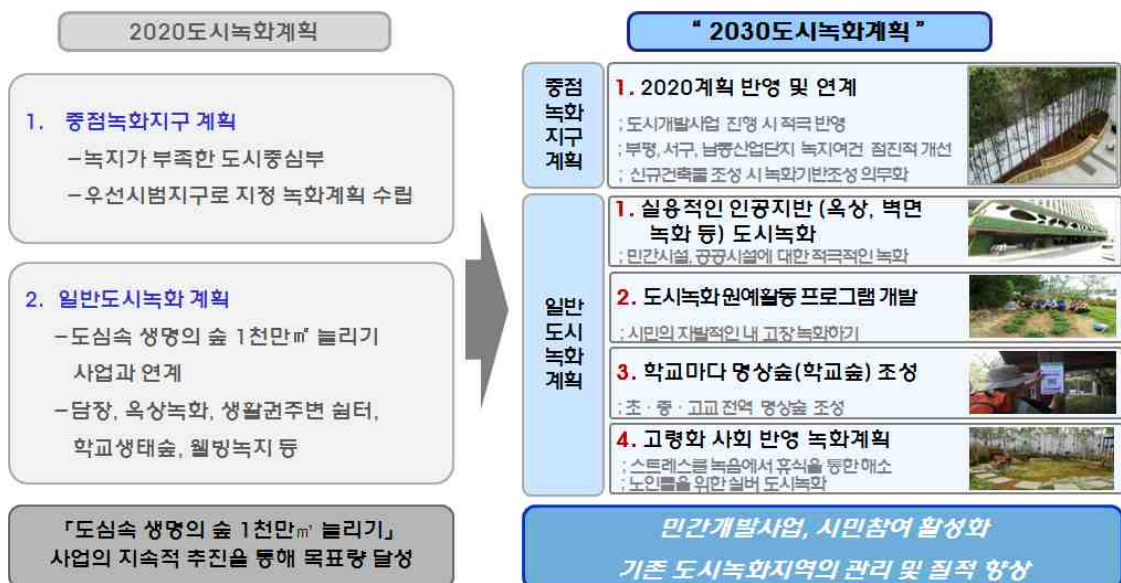 2020도시녹화계획
1. 중점녹화지구 계획
–녹지가 부족한 도시중심부
–우선시범지구로 지정 녹화계획 수립
2. 일반도시녹화 계획
–도심속 생명의 숲 1천만㎡ 늘리기
사업과 연계
–담장, 옥상녹화, 생활권주변 쉼터,
학교생태숲, 웰빙녹지 등
「도심속 생명의 숲 1천만㎡ 늘리기」
사업의 지속적 추진을 통해 목표량 달성
“ 2030도시녹화계획 ”
중점
녹화
지구
계획
1. 2020계획 반영 및 연계
; 도시개발사업 진행 시 적극 반영
; 부평, 서구, 남동산업단지 녹지여건 점진적 개선
; 신규건축물 조성 시 녹화기반조성 의무화
일반
도시
녹화
계획
1. 실용적인 인공지반 (옥상, 벽면
녹화 등) 도시녹화
; 민간시설, 공공시설에 대한 적극적인 녹화
2. 도시녹화 원예활동 프로그램 개발
; 시민의 자발적인 내 고장 녹화하기
3. 학교마다 명상숲(학교숲) 조성
; 초 · 중 · 고교 전역 명상숲 조성
4. 고령화 사회 반영 녹화계획
; 스트레스를 녹음에서 휴식을 통한 해소
; 노인들을 위한 실버 도시녹화
민간개발사업, 시민참여 활성화
기존 도시녹화지역의 관리 및 질적 향상